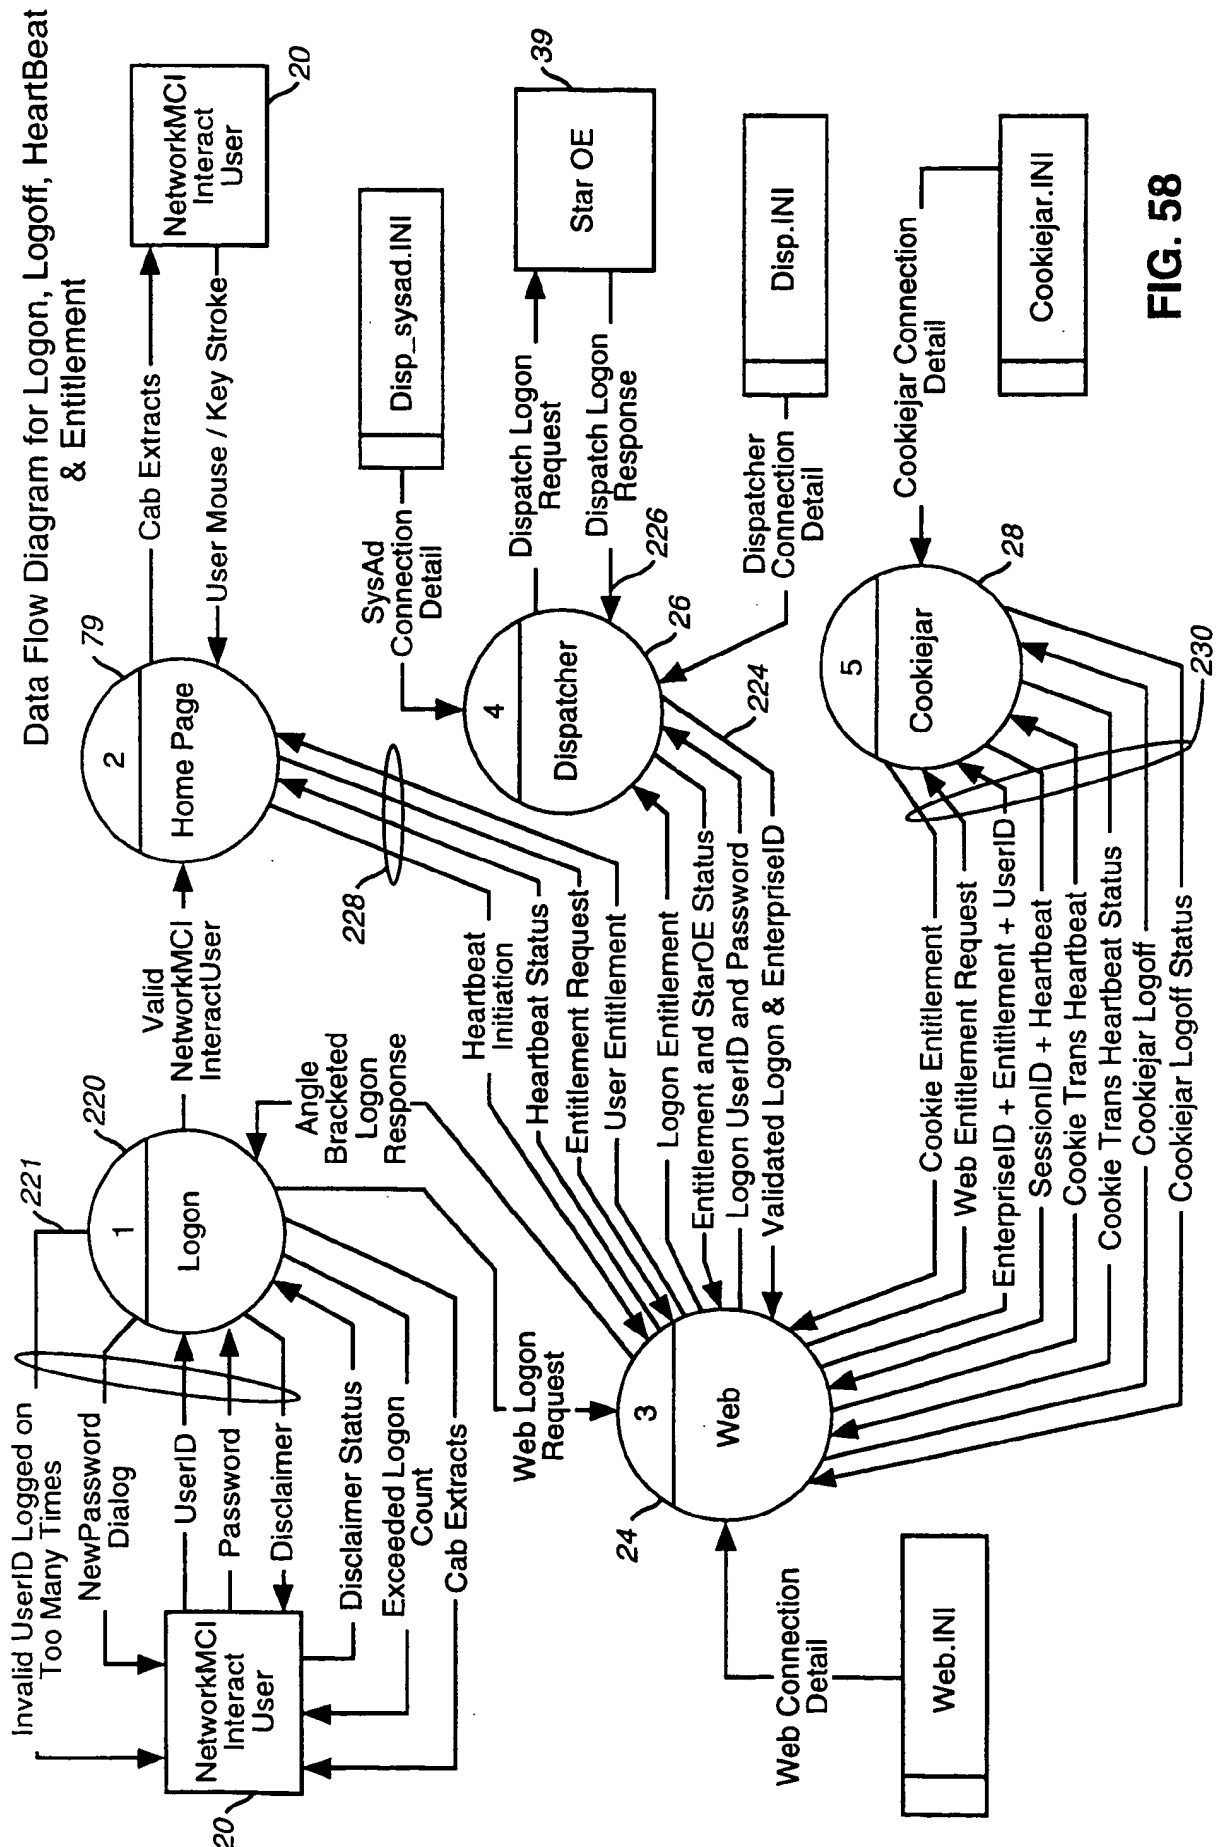 Data Flow Diagram for Logon, Logoff, HeartBeat
& Entitlement
Invalid UserID Logged on
Too Many Times
221
NewPassword
Dialog
UserID
Password
Disclaimer
Disclaimer Status
Exceeded Logon
Count
Cab Extracts
NetworkMCI
Interact
User
20
220
1
Logon
Valid
NetworkMCI
InteractUser
79
2
Home Page
Cab Extracts
User Mouse / Key Stroke
NetworkMCI
Interact
User
20
Angle
Bracketed
Logon
Response
Web Logon
Request
228
Heartbeat
Initiation
Heartbeat Status
Entitlement Request
User Entitlement
SysAd
Connection
Detail
Disp_sysad.INI
4
Dispatcher
26
Dispatch Logon
Request
Dispatch Logon
Response
226
Star OE
39
Dispatcher
Connection
Detail
Disp.INI
224
Logon Entitlement
Entitlement and StarOE Status
Logon UserID and Password
Validated Logon & EnterpriseID
24
3
Web
Web Connection
Detail
Web.INI
5
Cookiejar
28
Cookiejar Connection
Detail
Cookiejar.INI
Cookie Entitlement
Web Entitlement Request
EnterpriseID + Entitlement + UserID
SessionID + Heartbeat
Cookie Trans Heartbeat
Cookie Trans Heartbeat Status
Cookiejar Logoff
Cookiejar Logoff Status
230
FIG. 58